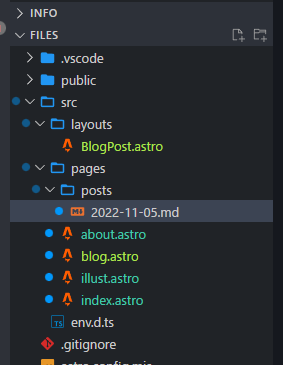 INFO
FILES
.vscode
public
src
layouts
BlogPost.astro
pages
posts
2022-11-05.md
about.astro
blog.astro
illust.astro
index.astro
env.d.ts
.gitignore